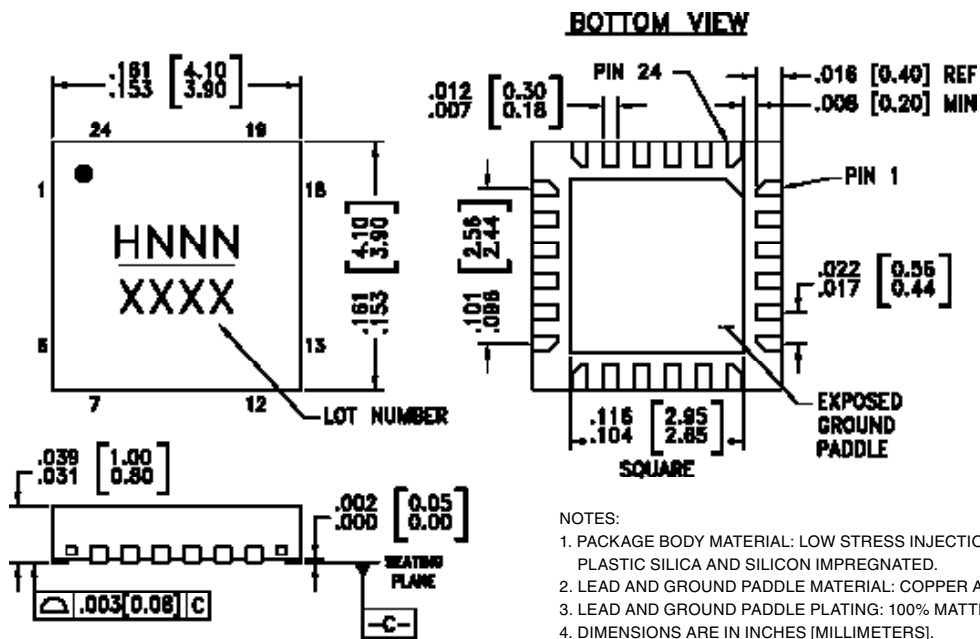 BOTTOM VIEW
.161 [4.10]
.153 [3.90]
24
19
1
18
HNNN
XXXX
6
13
7
12
LOT NUMBER
.161 [4.10]
.153 [3.90]
.039 [1.00]
.031 [0.80]
.002 [0.05]
.000 [0.00]
SEATING
PLANE
.003[0.08] C
-C-
PIN 24
.012 [0.30]
.007 [0.18]
.016 [0.40] REF
.008 [0.20] MIN
PIN 1
[2.56]
[2.44]
.101
.096
.022 [0.56]
.017 [0.44]
.116 [2.95]
.104 [2.65]
SQUARE
EXPOSED
GROUND
PADDLE
NOTES:
1. PACKAGE BODY MATERIAL: LOW STRESS INJECTIO
PLASTIC SILICA AND SILICON IMPREGNATED.
2. LEAD AND GROUND PADDLE MATERIAL: COPPER A
3. LEAD AND GROUND PADDLE PLATING: 100% MATT
4. DIMENSIONS ARE IN INCHES [MILLIMETERS].